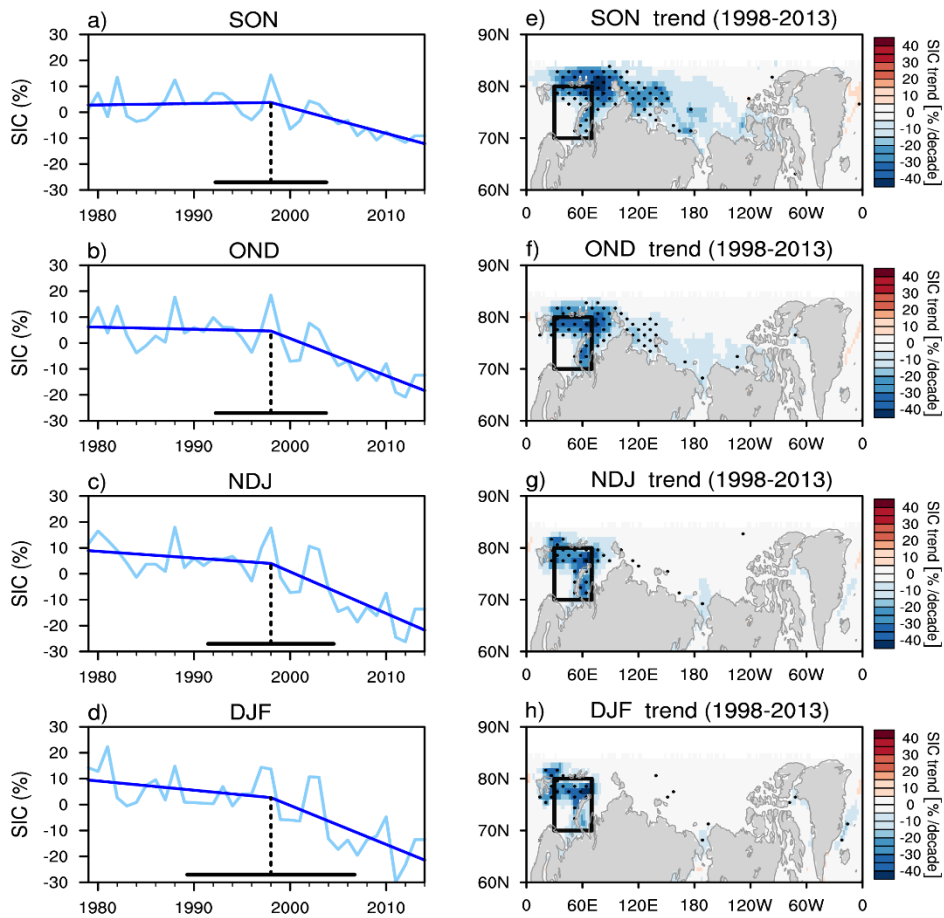 a) SON
SIC (%)
30
20
10
0
-10
-20
-30
1980 1990 2000 2010
e) SON trend (1998-2013)
90N
80N
70N
60N
0 60E 120E 180 120W 60W 0
40
30
20
10
0
-10
-20
-30
-40
SIC trend [% /decade]
b) OND
SIC (%)
30
20
10
0
-10
-20
-30
1980 1990 2000 2010
f) OND trend (1998-2013)
90N
80N
70N
60N
0 60E 120E 180 120W 60W 0
40
30
20
10
0
-10
-20
-30
-40
SIC trend [% /decade]
c) NDJ
SIC (%)
30
20
10
0
-10
-20
-30
1980 1990 2000 2010
g) NDJ trend (1998-2013)
90N
80N
70N
60N
0 60E 120E 180 120W 60W 0
40
30
20
10
0
-10
-20
-30
-40
SIC trend [% /decade]
d) DJF
SIC (%)
30
20
10
0
-10
-20
-30
1980 1990 2000 2010
h) DJF trend (1998-2013)
90N
80N
70N
60N
0 60E 120E 180 120W 60W 0
40
30
20
10
0
-10
-20
-30
-40
SIC trend [% /decade]